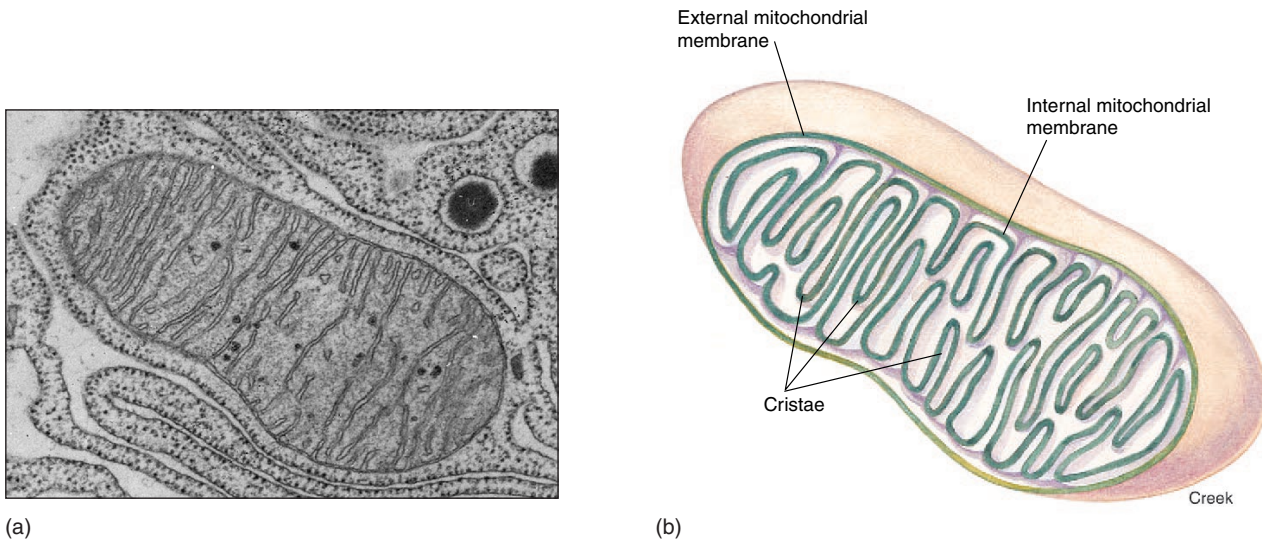 External mitochondrial
membrane
Internal mitochondrial
membrane
Cristae
Creek
(a)
(b)